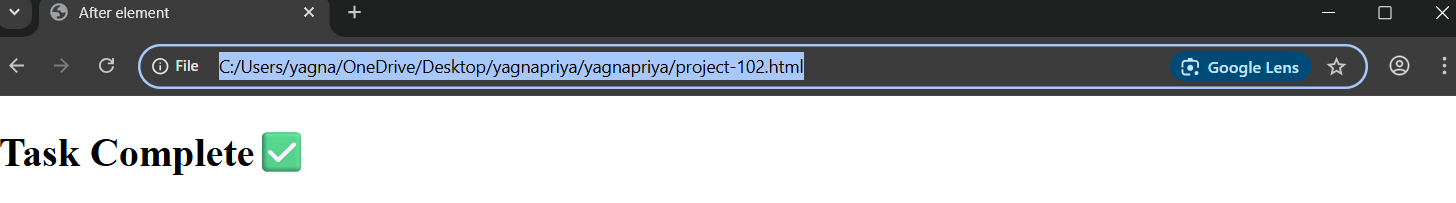 After element
File C:/Users/yagna/OneDrive/Desktop/yagnapriya/yagnapriya/project-102.html Google Lens
Task Complete ✅